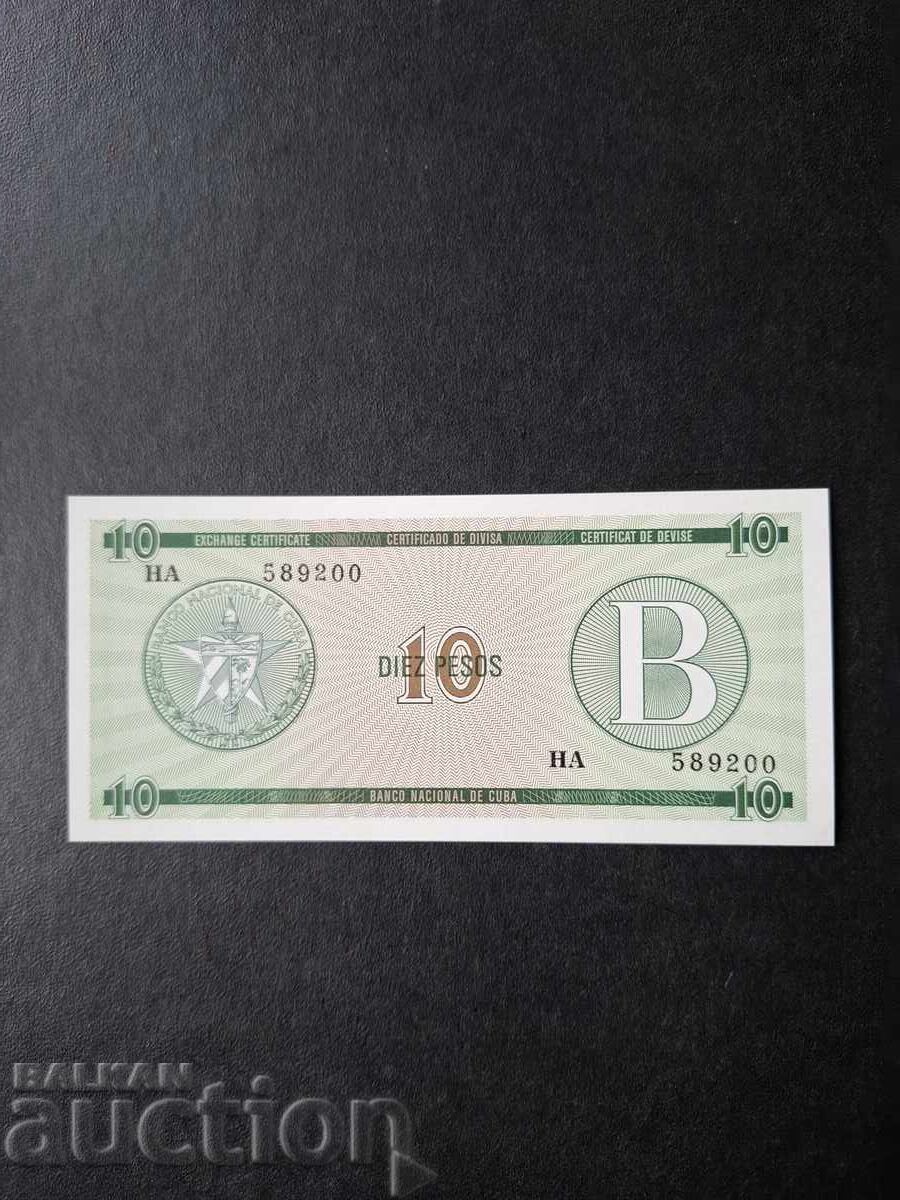 10 EXCHANGE CERTIFICATE CERTIFICADO DE DIVISA CERTIFICAT DE DEVISE 10
HA 589200
BANCO NACIONAL DE CUBA
10
DIEZ PESOS
B
HA 589200
10 BANCO NACIONAL DE CUBA 10
BALKAN
auction